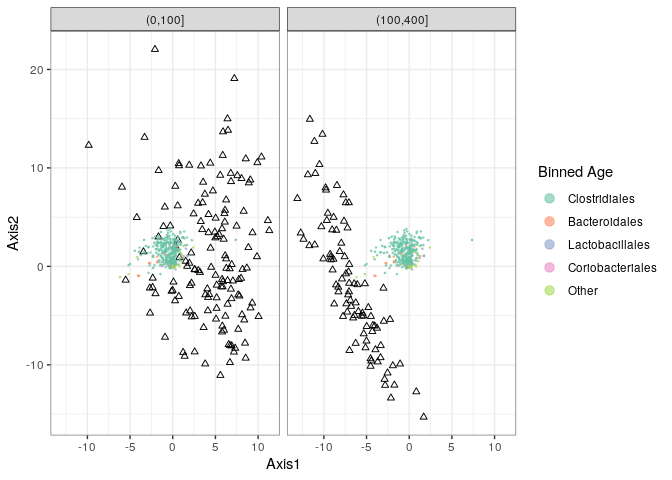 (0,100]
(100,400]
20
10
0
-10
-10
-5
0
5
10
-10
-5
0
5
10
Axis1
Axis2
Binned Age
Clostridiales
Bacteroidales
Lactobacillales
Coriobacteriales
Other